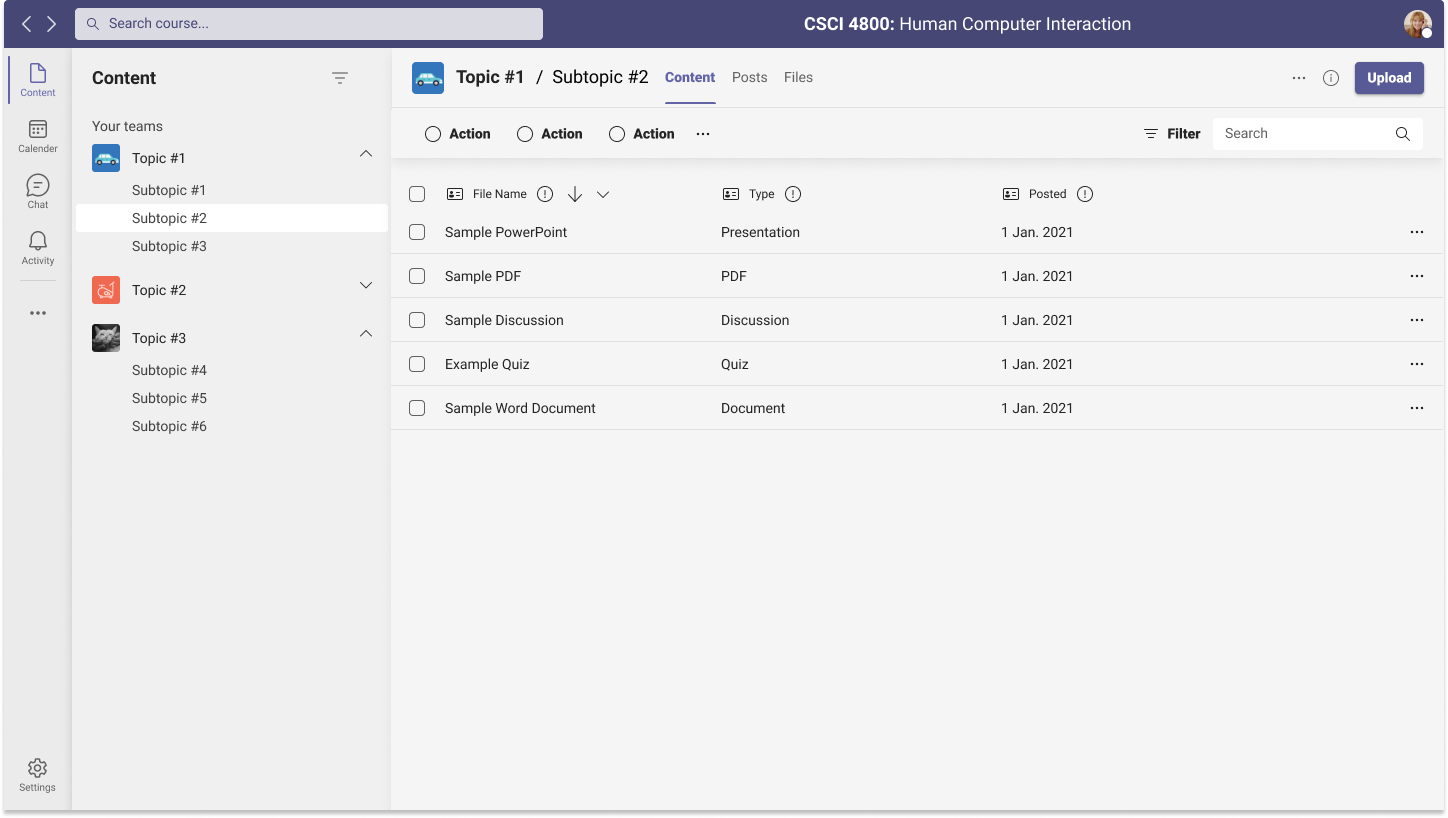 Search course...
CSCI 4800: Human Computer Interaction
Content
Calender
Chat
Activity
Settings
Content
Your teams
Topic #1
Subtopic #1
Subtopic #2
Subtopic #3
Topic #2
Topic #3
Subtopic #4
Subtopic #5
Subtopic #6
Topic #1 / Subtopic #2 Content Posts Files Upload
Action Action Action Filter Search
File Name Type Posted
Sample PowerPoint Presentation 1 Jan. 2021
Sample PDF PDF 1 Jan. 2021
Sample Discussion Discussion 1 Jan. 2021
Example Quiz Quiz 1 Jan. 2021
Sample Word Document Document 1 Jan. 2021